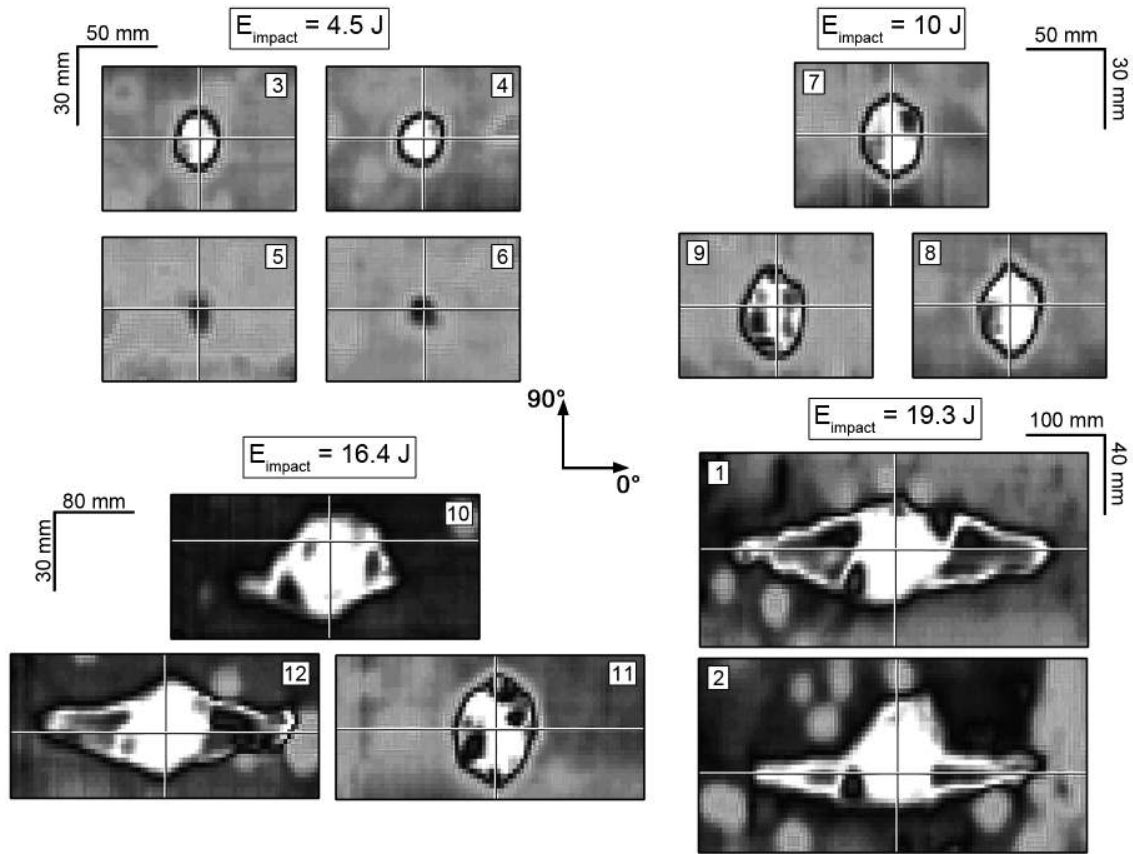 50 mm
E_impact = 4.5 J
30 mm
3
4
5
6
E_impact = 10 J
50 mm
30 mm
7
9
8
90°
0°
E_impact = 16.4 J
80 mm
30 mm
10
12
11
E_impact = 19.3 J
100 mm
40 mm
1
2